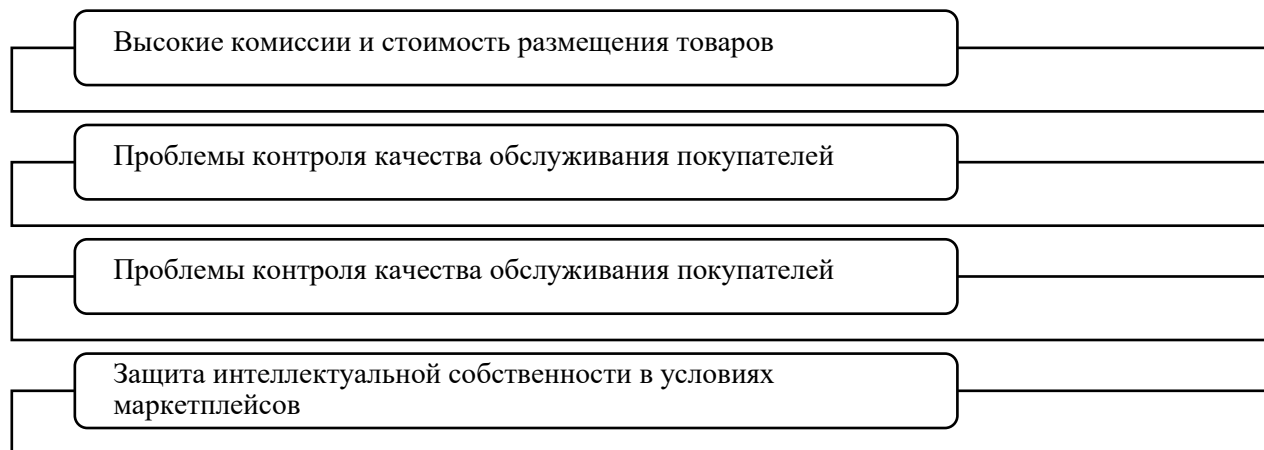 Высокие комиссии и стоимость размещения товаров
Проблемы контроля качества обслуживания покупателей
Проблемы контроля качества обслуживания покупателей
Защита интеллектуальной собственности в условиях
маркетплейсов